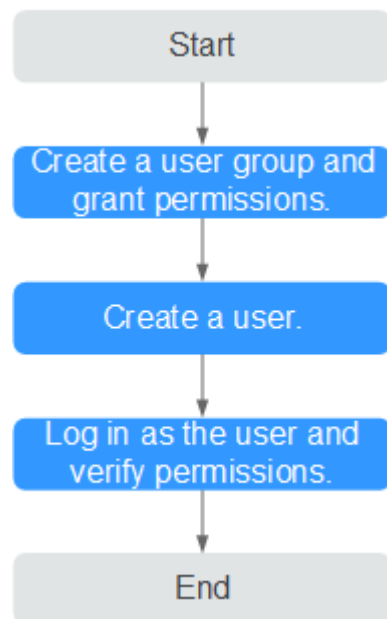 Start
Create a user group and
grant permissions.
Create a user.
Log in as the user and
verify permissions.
End